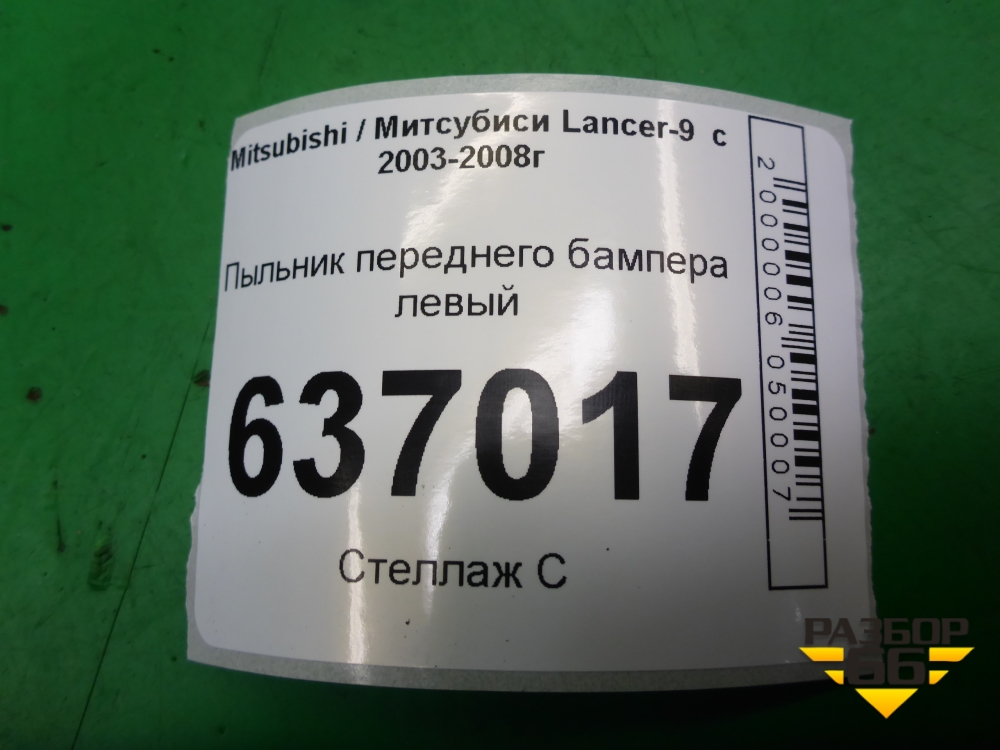 Mitsubishi / Митсубиси Lancer-9 с
2003-2008г
Пыльник переднего бампера
левый
637017
Стеллаж С
2000006050007
РАЗБОР
66